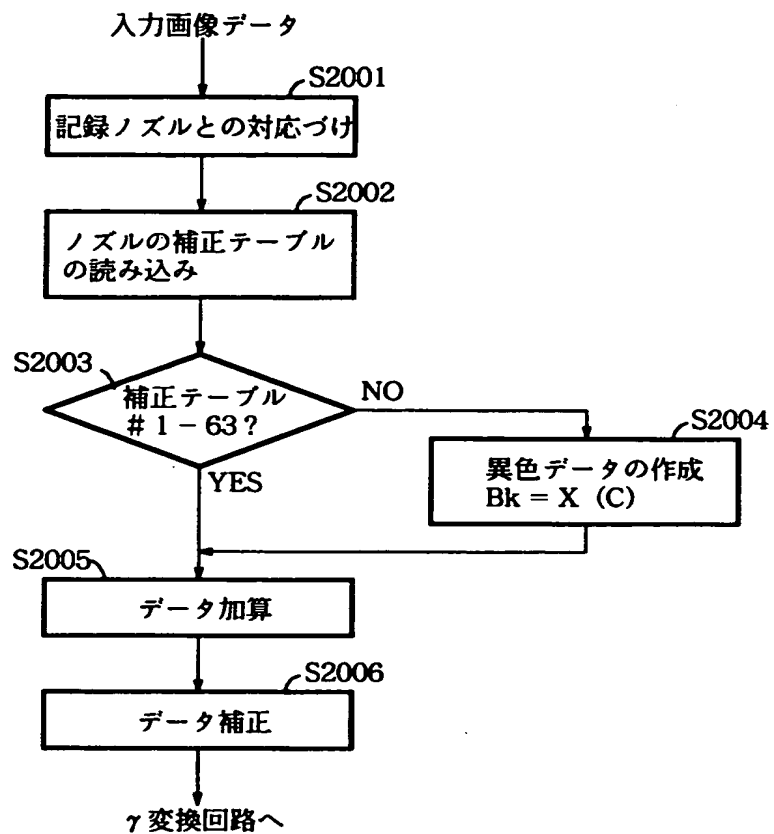 入力画像データ
S2001
記録ノズルとの対応づけ
S2002
ノズルの補正テーブル
の読み込み
S2003
補正テーブル
#1-63?
NO
YES
S2004
異色データの作成
Bk = X (C)
S2005
データ加算
S2006
データ補正
γ変換回路へ